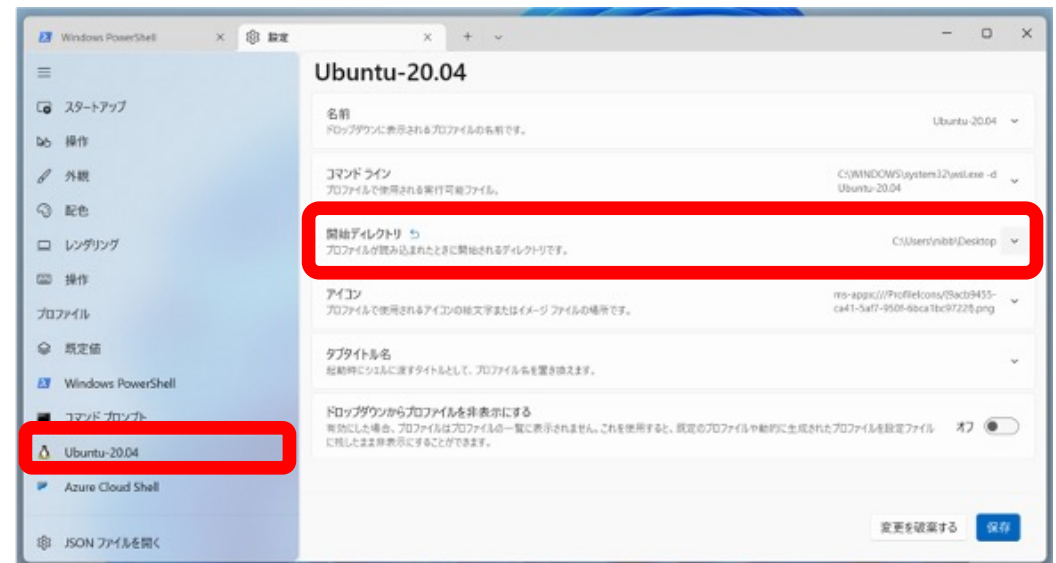 Windows PowerShell
設定
Ubuntu-20.04
スタートアップ
操作
外観
配色
レンダリング
操作
プロファイル
既定値
Windows PowerShell
コマンド プロンプト
Ubuntu-20.04
Azure Cloud Shell
JSON ファイルを開く
名前
ドロップダウンに表示されるプロファイルの名前です。
Ubuntu-20.04
コマンド ライン
プロファイルで使用される実行可能ファイル。
C:\WINDOWS\system32\wsl.exe -d
Ubuntu-20.04
開始ディレクトリ
プロファイルが読み込まれたときに開始されるディレクトリです。
C:\Users\nibb\Desktop
アイコン
プロファイルで使用されるアイコンの絵文字またはイメージ ファイルの場所です。
ms-appx:///ProfileIcons/{9acb9455-
ca41-5af7-950f-6bca1bc9722f}.png
タブタイトル名
起動時にシェルに渡すタイトルとして、プロファイル名を置き換えます。
ドロップダウンからプロファイルを非表示にする
有効にした場合、プロファイルはプロファイルの一覧に表示されません。これを使用すると、既定のプロファイルや動的に生成されたプロファイルを設定ファイル
に残したまま非表示にすることができます。
オフ
変更を破棄する
保存